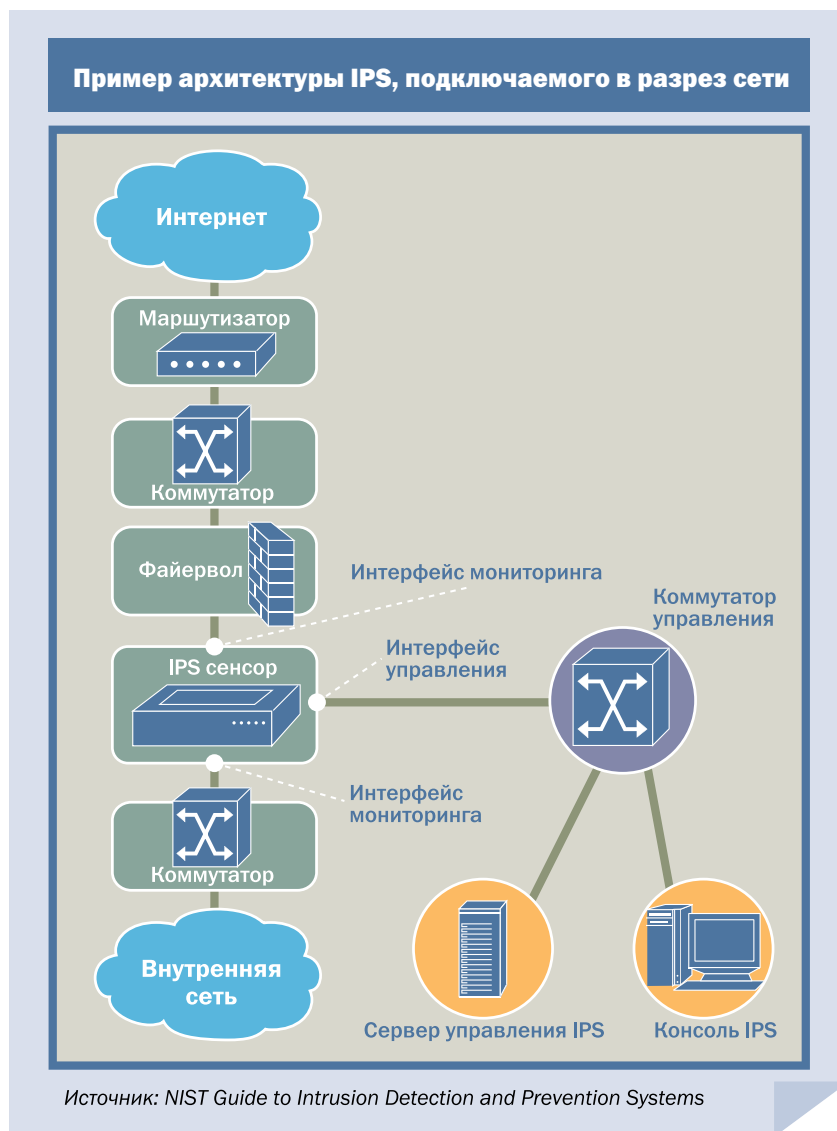 Пример архитектуры IPS, подключаемого в разрез сети
Интернет
Маршутизатор
Коммутатор
Файервол
Интерфейс мониторинга
Коммутатор
управления
IPS сенсор
Интерфейс
управления
Интерфейс
мониторинга
Коммутатор
Внутренняя
сеть
Сервер управления IPS
Консоль IPS
Источник: NIST Guide to Intrusion Detection and Prevention Systems